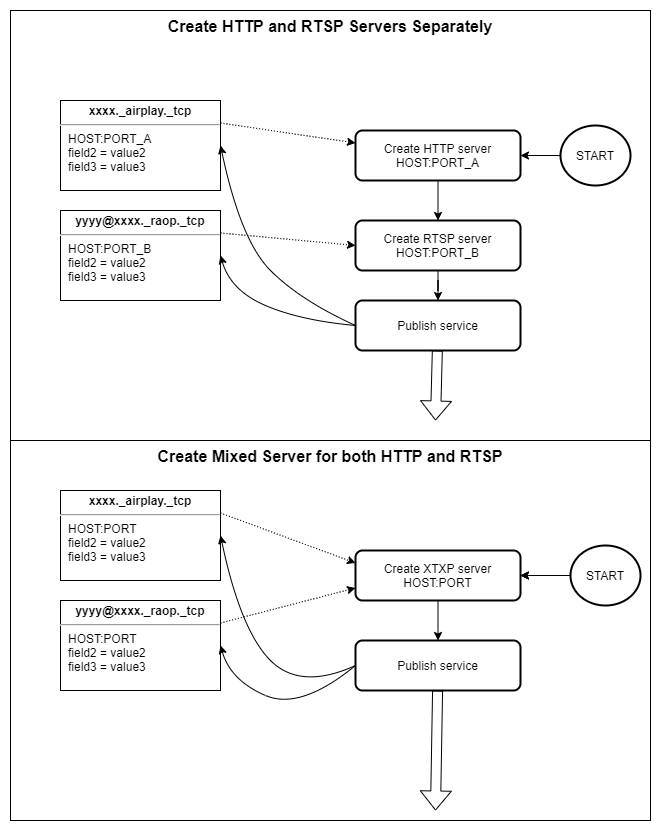 Create HTTP and RTSP Servers Separately
xxxx._airplay._tcp
HOST:PORT_A
field2 = value2
field3 = value3
Create HTTP server
HOST:PORT_A
START
yyyy@xxxx._raop._tcp
HOST:PORT_B
field2 = value2
field3 = value3
Create RTSP server
HOST:PORT_B
Publish service
Create Mixed Server for both HTTP and RTSP
xxxx._airplay._tcp
HOST:PORT
field2 = value2
field3 = value3
Create XTXP server
HOST:PORT
START
yyyy@xxxx._raop._tcp
HOST:PORT
field2 = value2
field3 = value3
Publish service